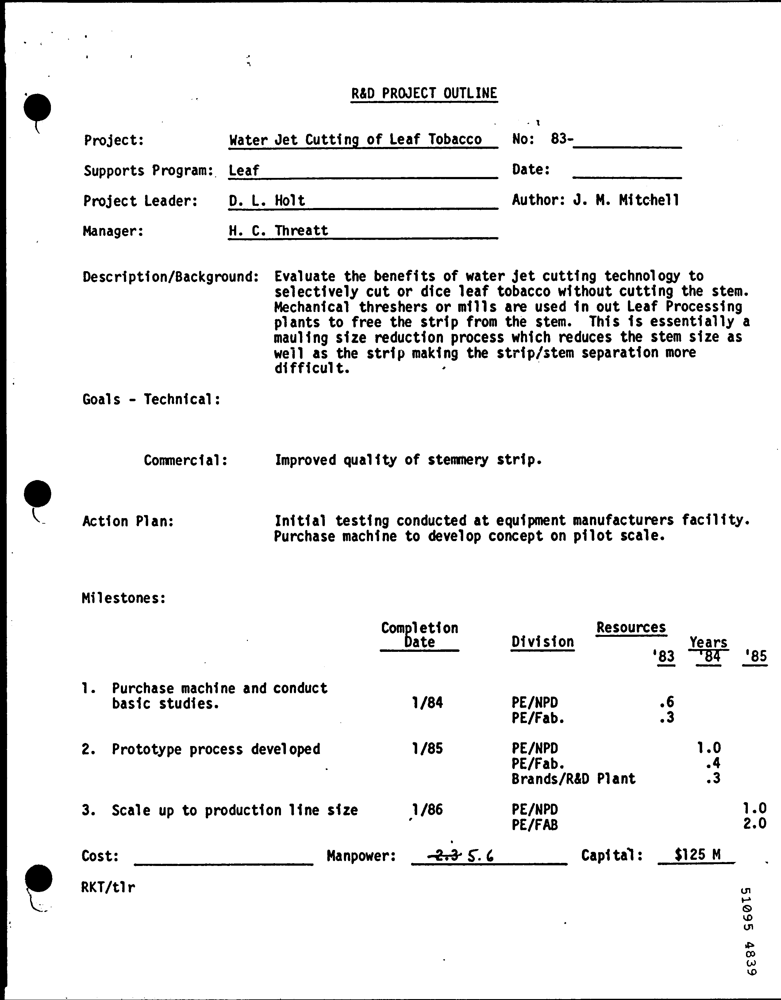 R&D PROJECT OUTLINE
Project: Water Jet Cutting of Leaf Tobacco No: 83-
Supports Program: Leaf Date:
Project Leader: D. L. Holt Author: J. M. Mitchell
Manager: H. C. Threatt
Description/Background: Evaluate the benefits of water jet cutting technology to
selectively cut or dice leaf tobacco without cutting the stem.
Mechanical threshers or mills are used in out Leaf Processing
plants to free the strip from the stem. This is essentially a
mauling size reduction process which reduces the stem size as
well as the strip making the strip/stem separation more
difficult.
Goals - Technical:
Commercial: Improved quality of stemmery strip.
Action Plan: Initial testing conducted at equipment manufacturers facility.
Purchase machine to develop concept on pilot scale.
Milestones:
Completion Resources
Date Division Years
'83 '84 '85
1. Purchase machine and conduct
basic studies. 1/84 PE/NPD .6
PE/Fab. .3
2. Prototype process developed 1/85 PE/NPD 1.0
PE/Fab. .4
Brands/R&D Plant .3
3. Scale up to production line size 1/86 PE/NPD 1.0
PE/FAB 2.0
Cost: Manpower: 2.3 5.6 Capital: $125 M
RKT/tlr
51095 4839